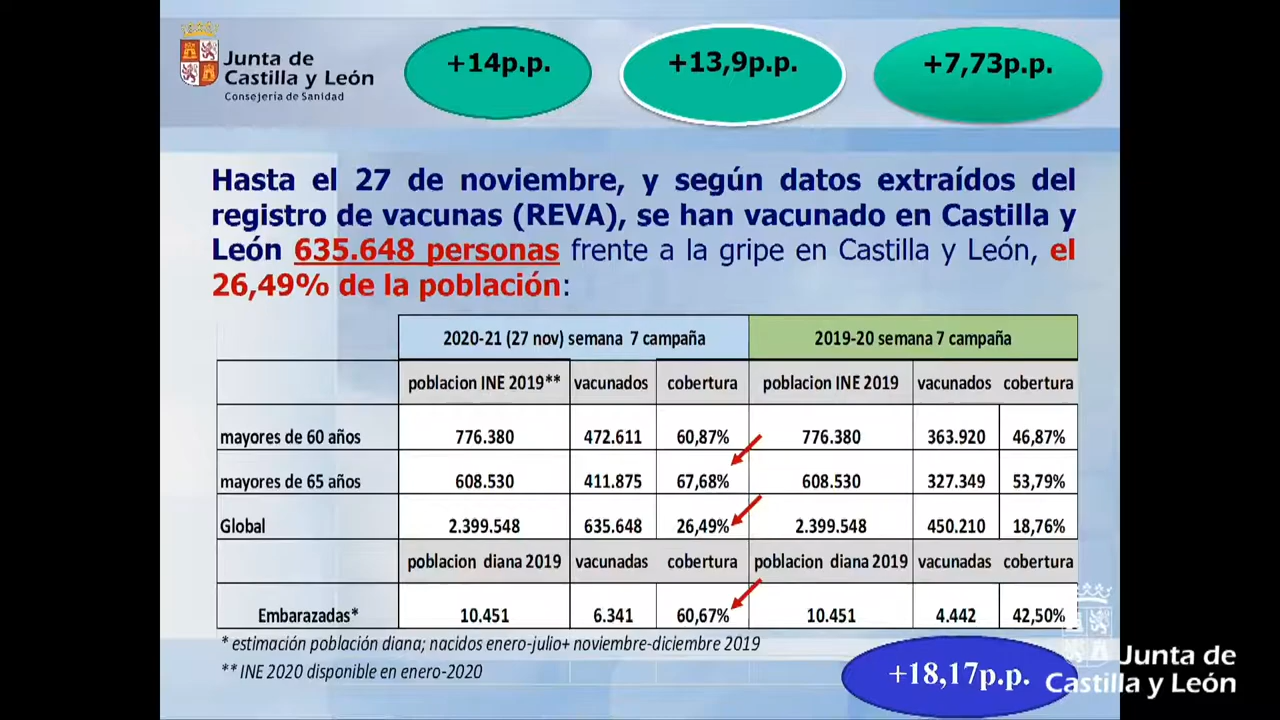 Junta de
Castilla y León
Consejería de Sanidad
+14p.p.
+13,9p.p.
+7,73p.p.
Hasta el 27 de noviembre, y según datos extraídos del
registro de vacunas (REVA), se han vacunado en Castilla y
León 635.648 personas frente a la gripe en Castilla y León, el
26,49% de la población:
2020-21 (27 nov) semana 7 campaña 2019-20 semana 7 campaña
poblacion INE 2019** vacunados cobertura poblacion INE 2019 vacunados cobertura
mayores de 60 años 776.380 472.611 60,87% 776.380 363.920 46,87%
mayores de 65 años 608.530 411.875 67,68% 608.530 327.349 53,79%
Global 2.399.548 635.648 26,49% 2.399.548 450.210 18,76%
poblacion diana 2019 vacunadas cobertura poblacion diana 2019 vacunadas cobertura
Embarazadas* 10.451 6.341 60,67% 10.451 4.442 42,50%
* estimación población diana; nacidos enero-julio+ noviembre-diciembre 2019
** INE 2020 disponible en enero-2020
+18,17p.p.
Junta de
Castilla y León